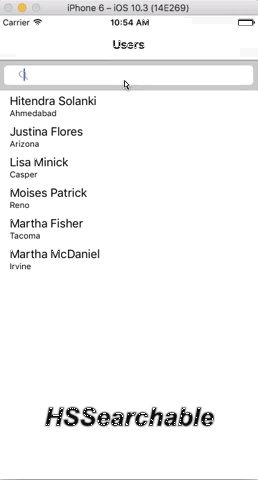 iPhone 6 – iOS 10.3 (14E269)
Carrier 10:54 AM
Users
Hitendra Solanki
Ahmedabad
Justina Flores
Arizona
Lisa Minick
Casper
Moises Patrick
Reno
Martha Fisher
Tacoma
Martha McDaniel
Irvine
HSSearchable